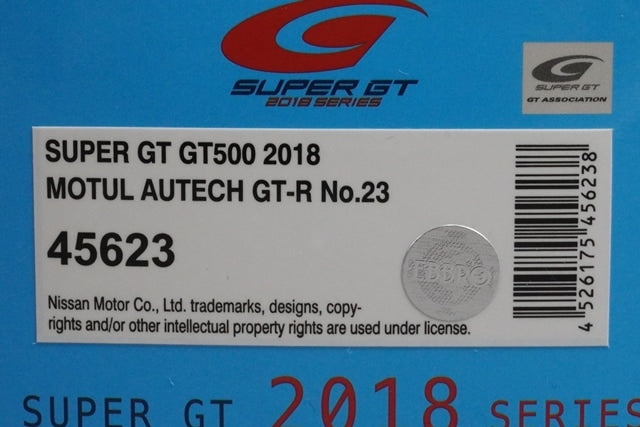 SUPER GT
2018 SERIES
SUPER GT
GT ASSOCIATION
SUPER GT GT500 2018
MOTUL AUTECH GT-R No.23
45623
EBBRO
Nissan Motor Co., Ltd. trademarks, designs, copy-
rights and/or other intellectual property rights are used under license.
4 526175 456238
SUPER GT 2018 SERIES